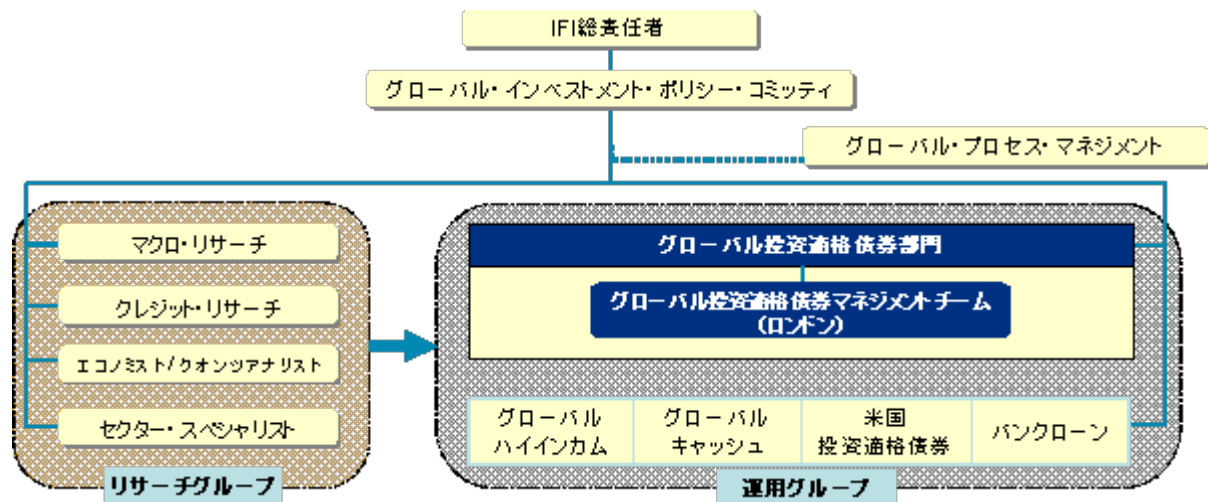 IFI総責任者
グローバル・インベストメント・ポリシー・コミッティ
グローバル・プロセス・マネジメント
マクロ・リサーチ
クレジット・リサーチ
エコノミスト/クオンツアナリスト
セクター・スペシャリスト
リサーチグループ
グローバル投資適格債券部門
グローバル投資適格債券マネジメントチーム
(ロンドン)
グローバル
ハイインカム
グローバル
キャッシュ
米国
投資適格債券
バンクローン
運用グループ